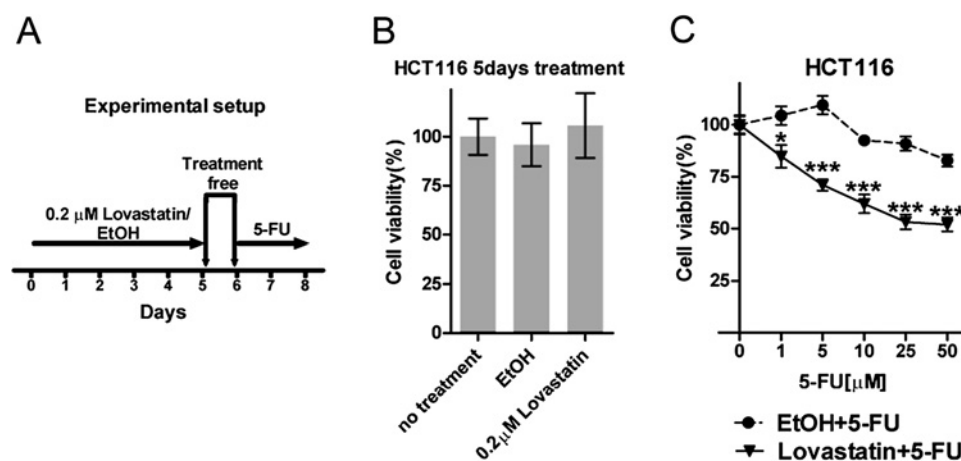 A
Experimental setup
Treatment
free
0.2 μM Lovastatin/
EtOH
5-FU
0 1 2 3 4 5 6 7 8
Days
B
HCT116 5days treatment
Cell viability(%)
100
75
50
25
0
no treatment
EtOH
0.2μM Lovastatin
C
HCT116
Cell viability(%)
100
75
50
25
*
***
***
***
***
0 1 5 10 25 50
5-FU[μM]
EtOH+5-FU
Lovastatin+5-FU